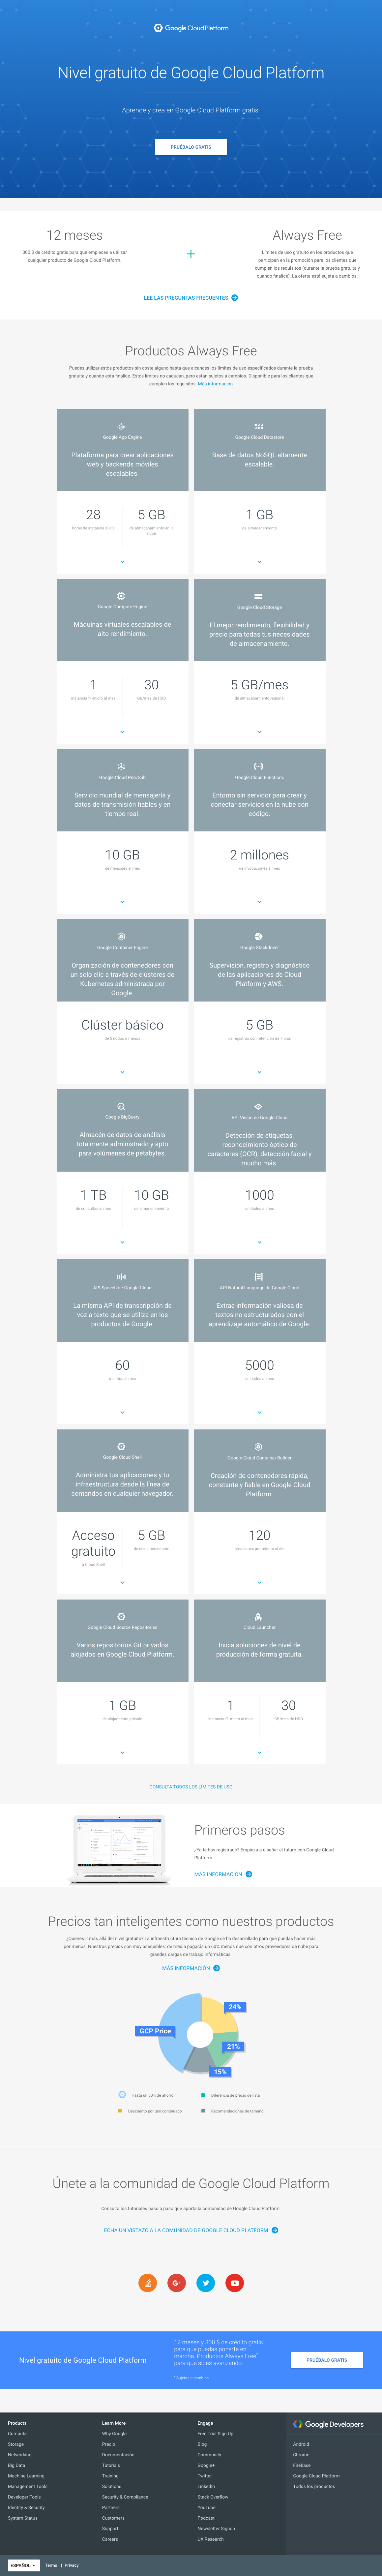 Google Cloud Platform
Nivel gratuito de Google Cloud Platform
Aprende y crea en Google Cloud Platform gratis.
PRUÉBALO GRATIS
12 meses
300 $ de crédito gratis para que empieces a utilizar
cualquier producto de Google Cloud Platform.
+
Always Free
Límites de uso gratuito en los productos que
participan en la promoción para los clientes que
cumplen los requisitos (durante la prueba gratuita y
cuando finalice). La oferta está sujeta a cambios.
LEE LAS PREGUNTAS FRECUENTES
Productos Always Free
Puedes utilizar estos productos sin coste alguno hasta que alcances los límites de uso especificados durante la prueba
gratuita y cuando esta finalice. Estos límites no caducan, pero están sujetos a cambios. Disponible para los clientes que
cumplen los requisitos. Más información
Google App Engine
Plataforma para crear aplicaciones
web y backends móviles
escalables.
28
horas de instancia al día
5 GB
de almacenamiento en la
nube
Google Cloud Datastore
Base de datos NoSQL altamente
escalable.
1 GB
de almacenamiento
Google Compute Engine
Máquinas virtuales escalables de
alto rendimiento.
1
instancia f1-micro al mes
30
GB/mes de HDD
Google Cloud Storage
El mejor rendimiento, flexibilidad y
precio para todas tus necesidades
de almacenamiento.
5 GB/mes
de almacenamiento regional
Google Cloud Pub/Sub
Servicio mundial de mensajería y
datos de transmisión fiables y en
tiempo real.
10 GB
de mensajes al mes
Google Cloud Functions
Entorno sin servidor para crear y
conectar servicios en la nube con
código.
2 millones
de invocaciones al mes
Google Container Engine
Organización de contenedores con
un solo clic a través de clústeres de
Kubernetes administrada por
Google.
Clúster básico
de 5 nodos o menos
Google Stackdriver
Supervisión, registro y diagnóstico
de las aplicaciones de Cloud
Platform y AWS.
5 GB
de registros con retención de 7 días
Google BigQuery
Almacén de datos de análisis
totalmente administrado y apto
para volúmenes de petabytes.
1 TB
de consultas al mes
10 GB
de almacenamiento
API Vision de Google Cloud
Detección de etiquetas,
reconocimiento óptico de
caracteres (OCR), detección facial y
mucho más.
1000
unidades al mes
API Speech de Google Cloud
La misma API de transcripción de
voz a texto que se utiliza en los
productos de Google.
60
minutos al mes
API Natural Language de Google Cloud
Extrae información valiosa de
textos no estructurados con el
aprendizaje automático de Google.
5000
unidades al mes
Google Cloud Shell
Administra tus aplicaciones y tu
infraestructura desde la línea de
comandos en cualquier navegador.
Acceso
gratuito
a Cloud Shell
5 GB
de disco persistente
Google Cloud Container Builder
Creación de contenedores rápida,
constante y fiable en Google Cloud
Platform.
120
creaciones por minuto al día
Google Cloud Source Repositories
Varios repositorios Git privados
alojados en Google Cloud Platform.
1 GB
de alojamiento privado
Cloud Launcher
Inicia soluciones de nivel de
producción de forma gratuita.
1
instancia f1-micro al mes
30
GB/mes de HDD
CONSULTA TODOS LOS LÍMITES DE USO
Primeros pasos
¿Ya te has registrado? Empieza a diseñar el futuro con Google Cloud
Platform
MÁS INFORMACIÓN
Precios tan inteligentes como nuestros productos
¿Quieres ir más allá del nivel gratuito? La infraestructura técnica de Google se ha desarrollado para que puedas hacer más
por menos. Nuestros precios son muy asequibles: de media pagarás un 60% menos que con otros proveedores de nube para
grandes cargas de trabajo informáticas.
MÁS INFORMACIÓN
24%
GCP Price
21%
15%
Hasta un 60% de ahorro
Diferencia de precio de lista
Descuento por uso continuado
Recomendaciones de tamaño
Únete a la comunidad de Google Cloud Platform
Consulta los tutoriales paso a paso que aporta la comunidad de Google Cloud Platform
ECHA UN VISTAZO A LA COMUNIDAD DE GOOGLE CLOUD PLATFORM
G+
Nivel gratuito de Google Cloud Platform
12 meses y 300 $ de crédito gratis
para que puedas ponerte en
marcha. Productos Always Free*
para que sigas avanzando.
* Sujetos a cambios
PRUÉBALO GRATIS
Products
Compute
Storage
Networking
Big Data
Machine Learning
Management Tools
Developer Tools
Identity & Security
System Status
Learn More
Why Google
Precio
Documentación
Tutorials
Training
Solutions
Security & Compliance
Partners
Customers
Support
Careers
Engage
Free Trial Sign Up
Blog
Community
Google+
Twitter
LinkedIn
Stack Overflow
YouTube
Podcast
Newsletter Signup
UX Research
Google Developers
Android
Chrome
Firebase
Google Cloud Platform
Todos los productos
ESPAÑOL
Terms | Privacy